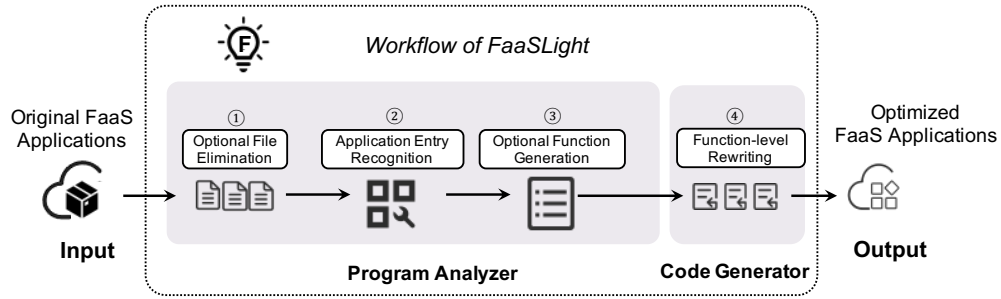 F
Workflow of FaaSLight
Original FaaS
Applications
Input
①
Optional File
Elimination
②
Application Entry
Recognition
③
Optional Function
Generation
Program Analyzer
④
Function-level
Rewriting
Code Generator
Optimized
FaaS Applications
Output